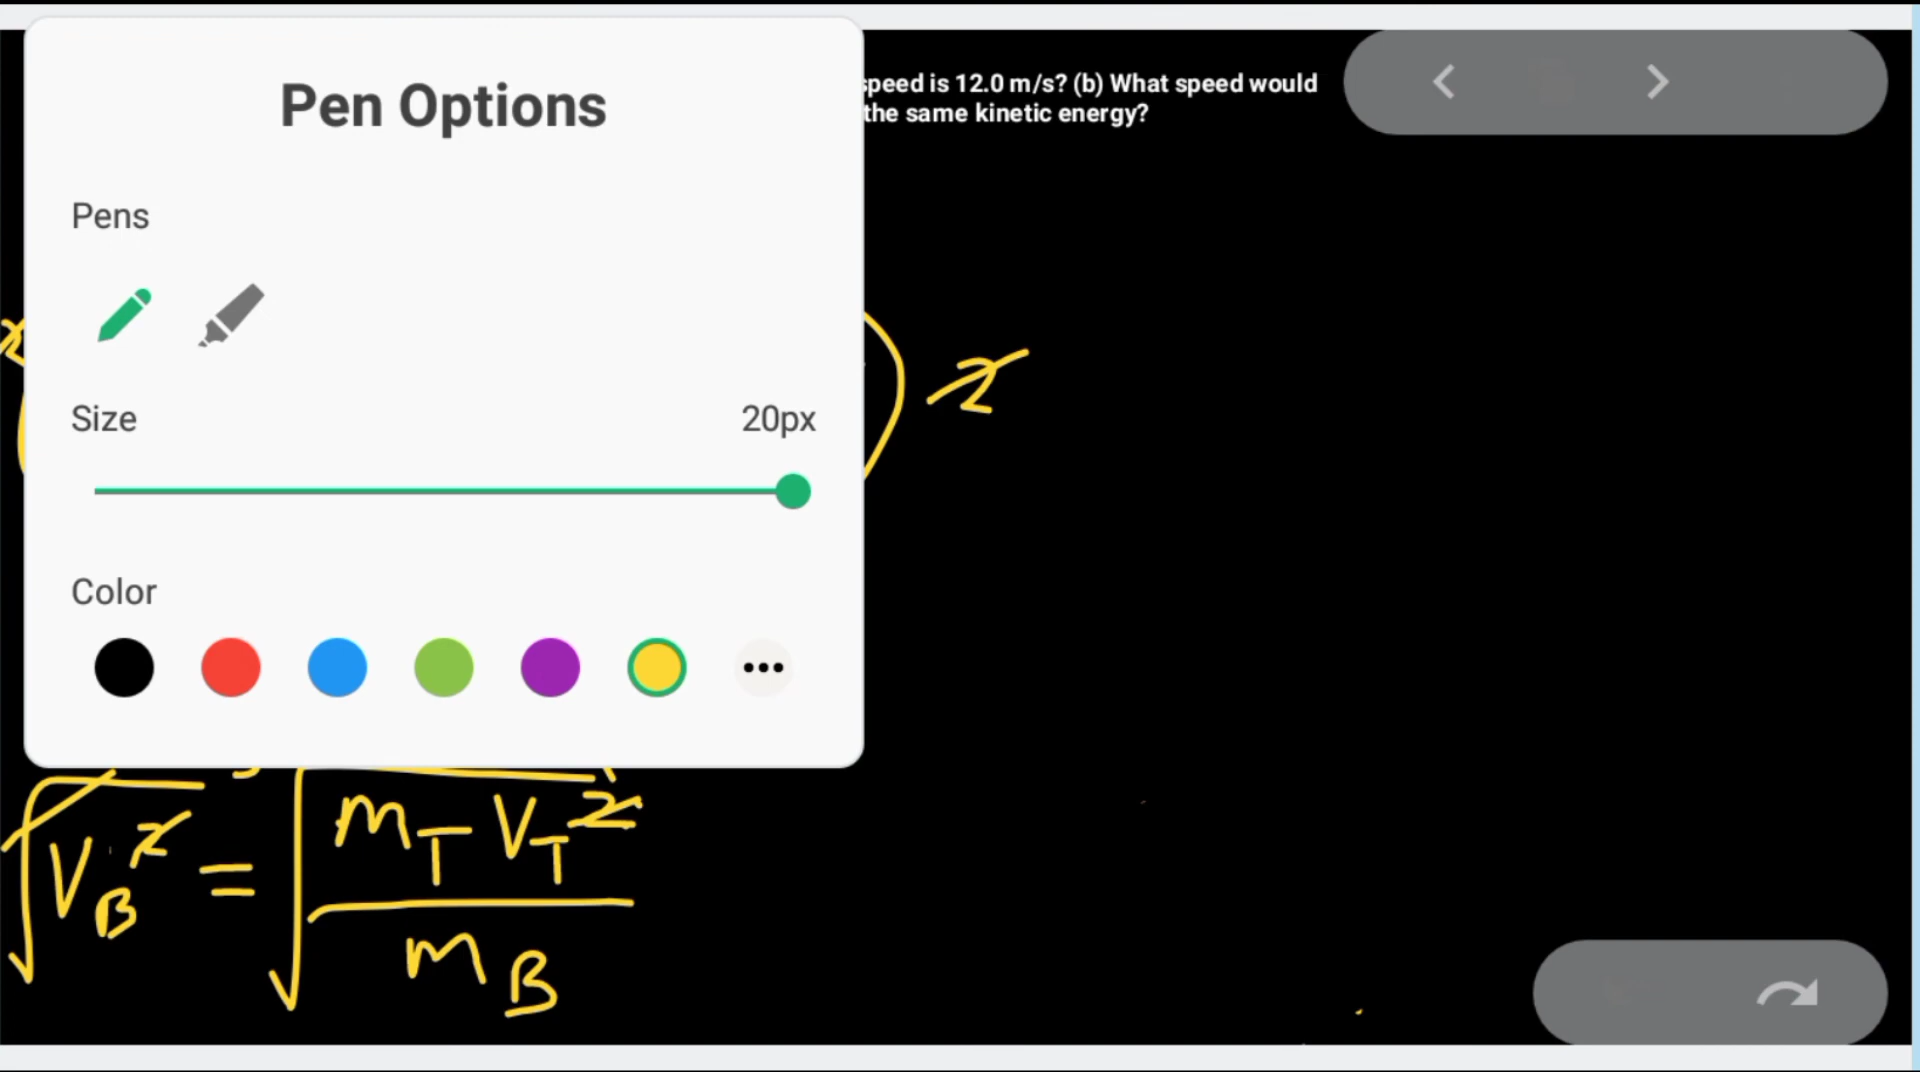 Pen Options
speed is 12.0 m/s? (b) What speed would
the same kinetic energy?
Pens
2
Size 20px
Color
√V_B^2 = √(m_T V_T^2 / m_B)